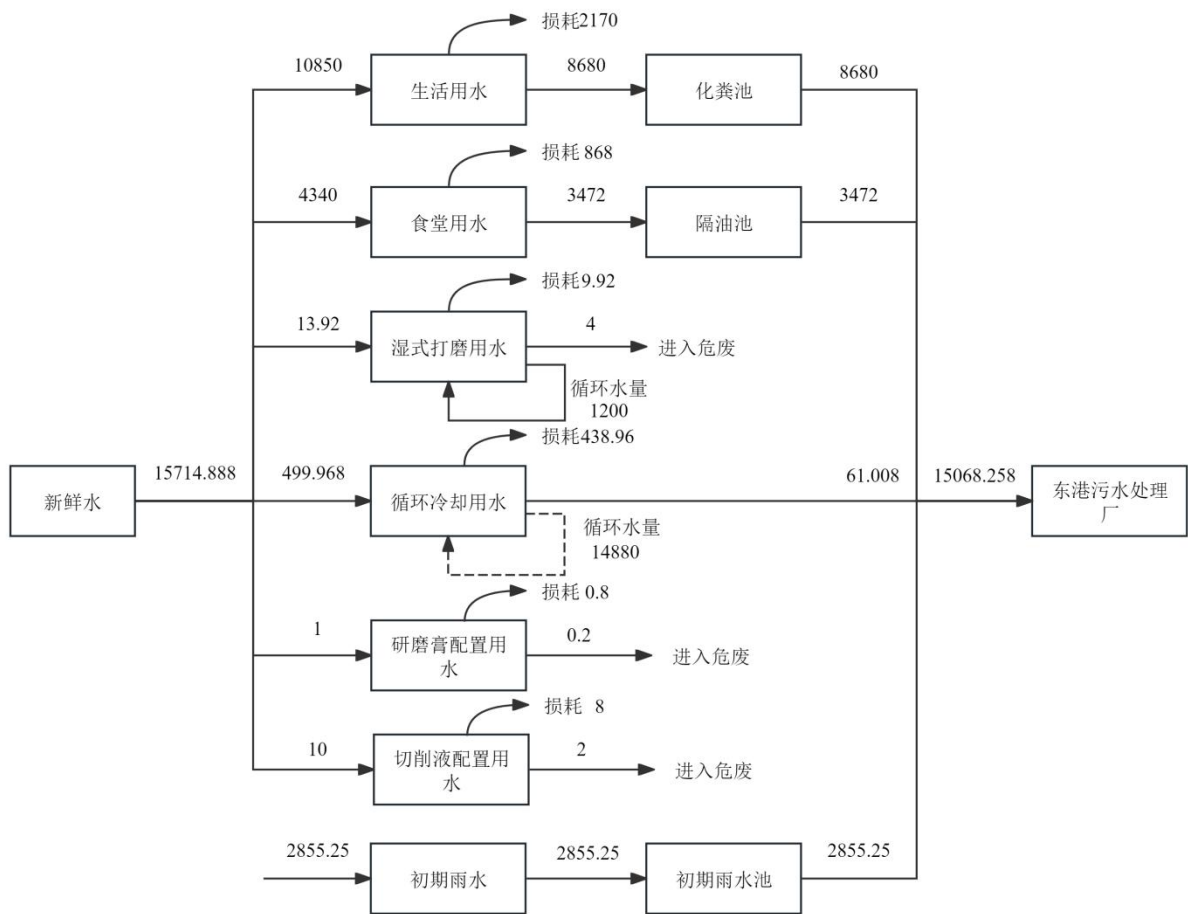 损耗2170
10850
生活用水
8680
化粪池
8680
损耗 868
4340
食堂用水
3472
隔油池
3472
损耗9.92
13.92
湿式打磨用水
4
进入危废
循环水量
1200
损耗438.96
新鲜水
15714.888
499.968
循环冷却用水
61.008
15068.258
东港污水处理
厂
循环水量
14880
损耗 0.8
1
研磨膏配置用
水
0.2
进入危废
损耗 8
10
切削液配置用
水
2
进入危废
2855.25
初期雨水
2855.25
初期雨水池
2855.25